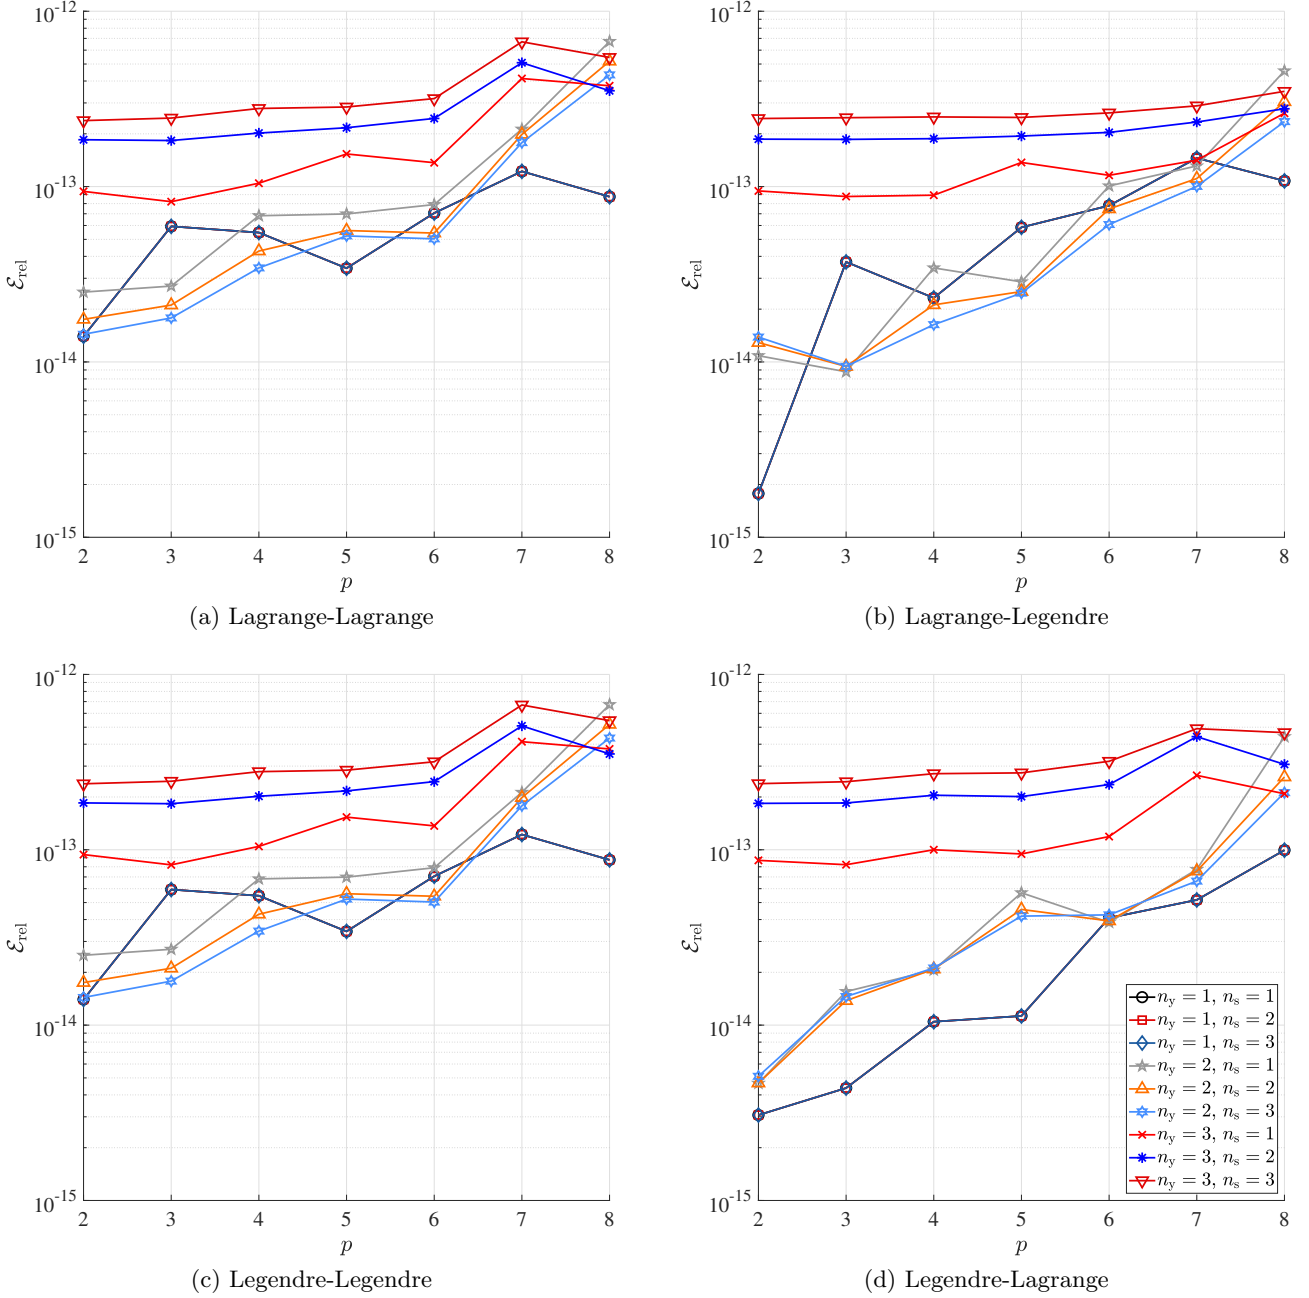 10^-12 10^-12
10^-13 10^-13
ℰ_rel ℰ_rel
10^-14 10^-14
10^-15 10^-15
2 3 4 5 6 7 8 2 3 4 5 6 7 8
p p
(a) Lagrange-Lagrange (b) Lagrange-Legendre
10^-12 10^-12
10^-13 10^-13
ℰ_rel ℰ_rel
10^-14 10^-14
n_y = 1, n_s = 1
n_y = 1, n_s = 2
n_y = 1, n_s = 3
n_y = 2, n_s = 1
n_y = 2, n_s = 2
n_y = 2, n_s = 3
n_y = 3, n_s = 1
n_y = 3, n_s = 2
n_y = 3, n_s = 3
10^-15 10^-15
2 3 4 5 6 7 8 2 3 4 5 6 7 8
p p
(c) Legendre-Legendre (d) Legendre-Lagrange